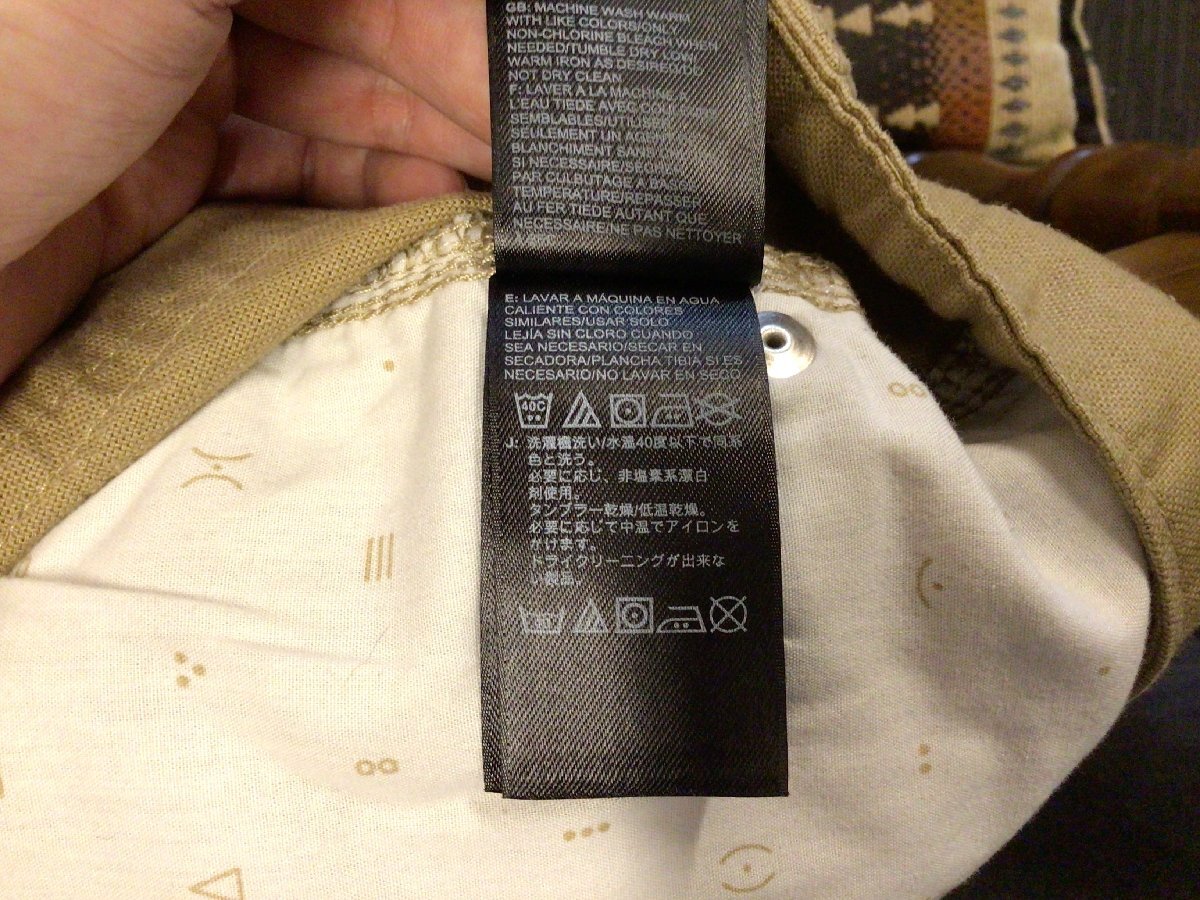 GB: MACHINE WASH WARM
WITH LIKE COLORS/ONLY
NON-CHLORINE BLEACH WHEN
NEEDED/TUMBLE DRY LOW/
WARM IRON AS DESIRED/DO
NOT DRY CLEAN
F: LAVER A LA MACHINE A
L'EAU TIEDE AVEC COULEURS
SEMBLABLES/UTILISER
SEULEMENT UN AGENT
BLANCHIMENT SANS
SI NECESSAIRE/SECHER
PAR CULBUTAGE A BASSE
TEMPERATURE/REPASSER
AU FER TIEDE AUTANT QUE
NECESSAIRE/NE PAS NETTOYER
A SEC
E: LAVAR A MÁQUINA EN AGUA
CALIENTE CON COLORES
SIMILARES/USAR SOLO
LEJÍA SIN CLORO CUANDO
SEA NECESARIO/SECAR EN
SECADORA/PLANCHA TIBIA SI ES
NECESARIO/NO LAVAR EN SECO
40C
J: 洗濯機洗い/水温40度以下で同系
色と洗う。
必要に応じ、非塩素系漂白
剤使用。
タンブラー乾燥/低温乾燥。
必要に応じて中温でアイロンを
かけます。
ドライクリーニングが出来な
い製品。